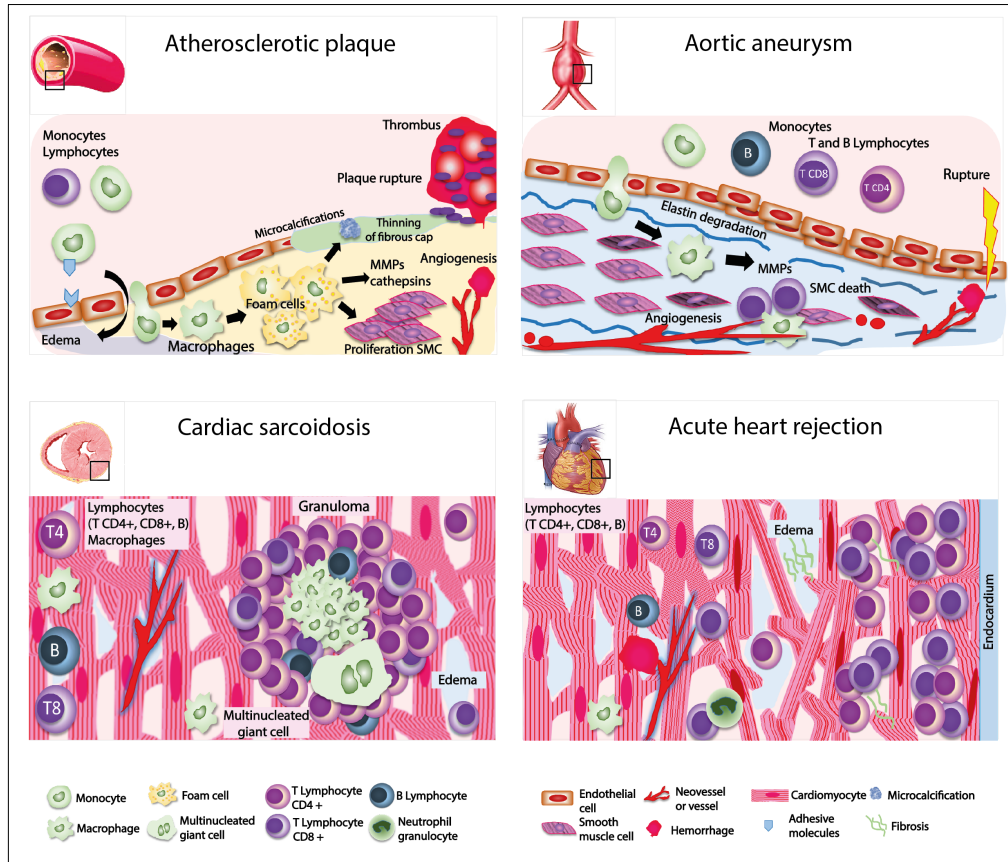 Atherosclerotic plaque
Monocytes
Lymphocytes
Thrombus
Plaque rupture
Microcalcifications
Thinning
of fibrous cap
Angiogenesis
MMPs
cathepsins
Foam cells
Edema
Macrophages
Proliferation SMC
Aortic aneurysm
Monocytes
T and B Lymphocytes
B
T CD8
T CD4
Rupture
Elastin degradation
MMPs
SMC death
Angiogenesis
Cardiac sarcoidosis
Lymphocytes
(T CD4+, CD8+, B)
Macrophages
Granuloma
T4
B
T8
Edema
Multinucleated
giant cell
Acute heart rejection
Lymphocytes
(T CD4+, CD8+, B)
T4
T8
Edema
B
Endocardium
Monocyte
Foam cell
T Lymphocyte
CD4 +
B Lymphocyte
Macrophage
Multinucleated
giant cell
T Lymphocyte
CD8 +
Neutrophil
granulocyte
Endothelial
cell
Neovessel
or vessel
Cardiomyocyte
Microcalcification
Smooth
muscle cell
Hemorrhage
Adhesive
molecules
Fibrosis